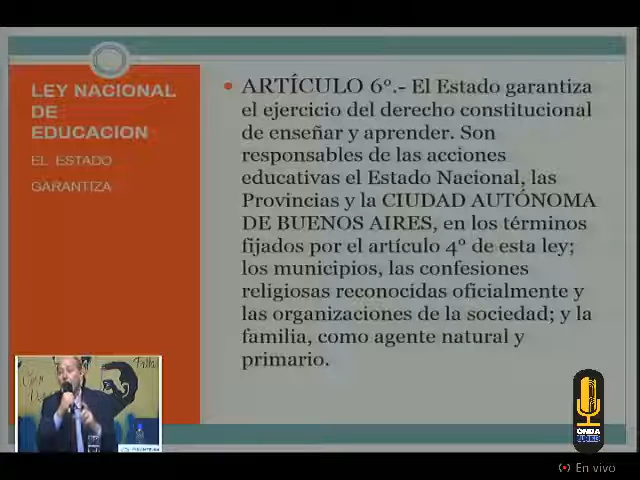 LEY NACIONAL
DE
EDUCACION
EL ESTADO
GARANTIZA
ARTÍCULO 6º.- El Estado garantiza
el ejercicio del derecho constitucional
de enseñar y aprender. Son
responsables de las acciones
educativas el Estado Nacional, las
Provincias y la CIUDAD AUTÓNOMA
DE BUENOS AIRES, en los términos
fijados por el artículo 4º de esta ley;
los municipios, las confesiones
religiosas reconocidas oficialmente y
las organizaciones de la sociedad; y la
familia, como agente natural y
primario.
ONDA
En vivo